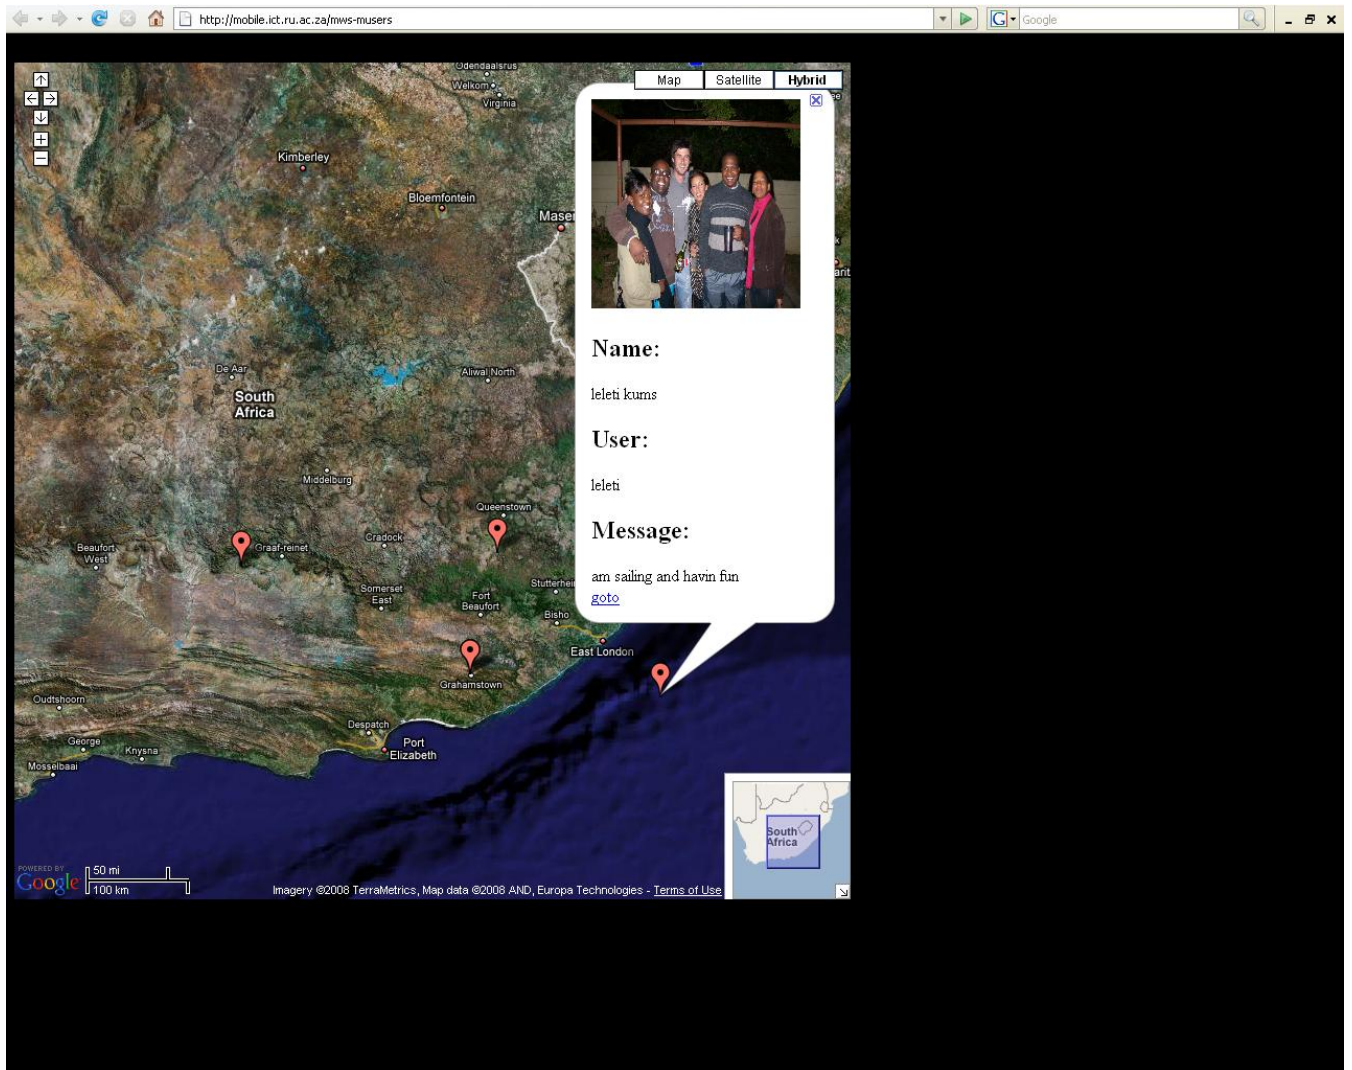 http://mobile.ict.ru.ac.za/mws-musers
Google
Map Satellite Hybrid
Odendaalsrus
Welkom
Virginia
Kimberley
Bloemfontein
De Aar
South
Africa
Aliwal North
Middelburg
Queenstown
Cradock
Graaf-reinet
Beaufort
West
Somerset
East
Fort
Beaufort
Bisho
East London
Grahamstown
Oudtshoorn
George
Knysna
Mosselbaai
Despatch
Port
Elizabeth
Name:
leleti kums
User:
leleti
Message:
am sailing and havin fun
goto
South
Africa
POWERED BY
Google
50 mi
100 km
Imagery ©2008 TerraMetrics, Map data ©2008 AND, Europa Technologies - Terms of Use